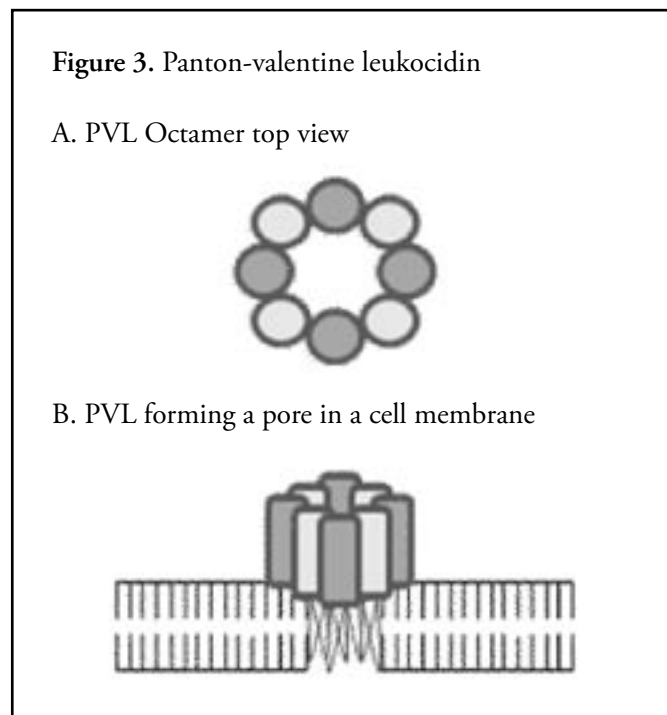 Figure 3. Panton-valentine leukocidin
A. PVL Octamer top view
B. PVL forming a pore in a cell membrane